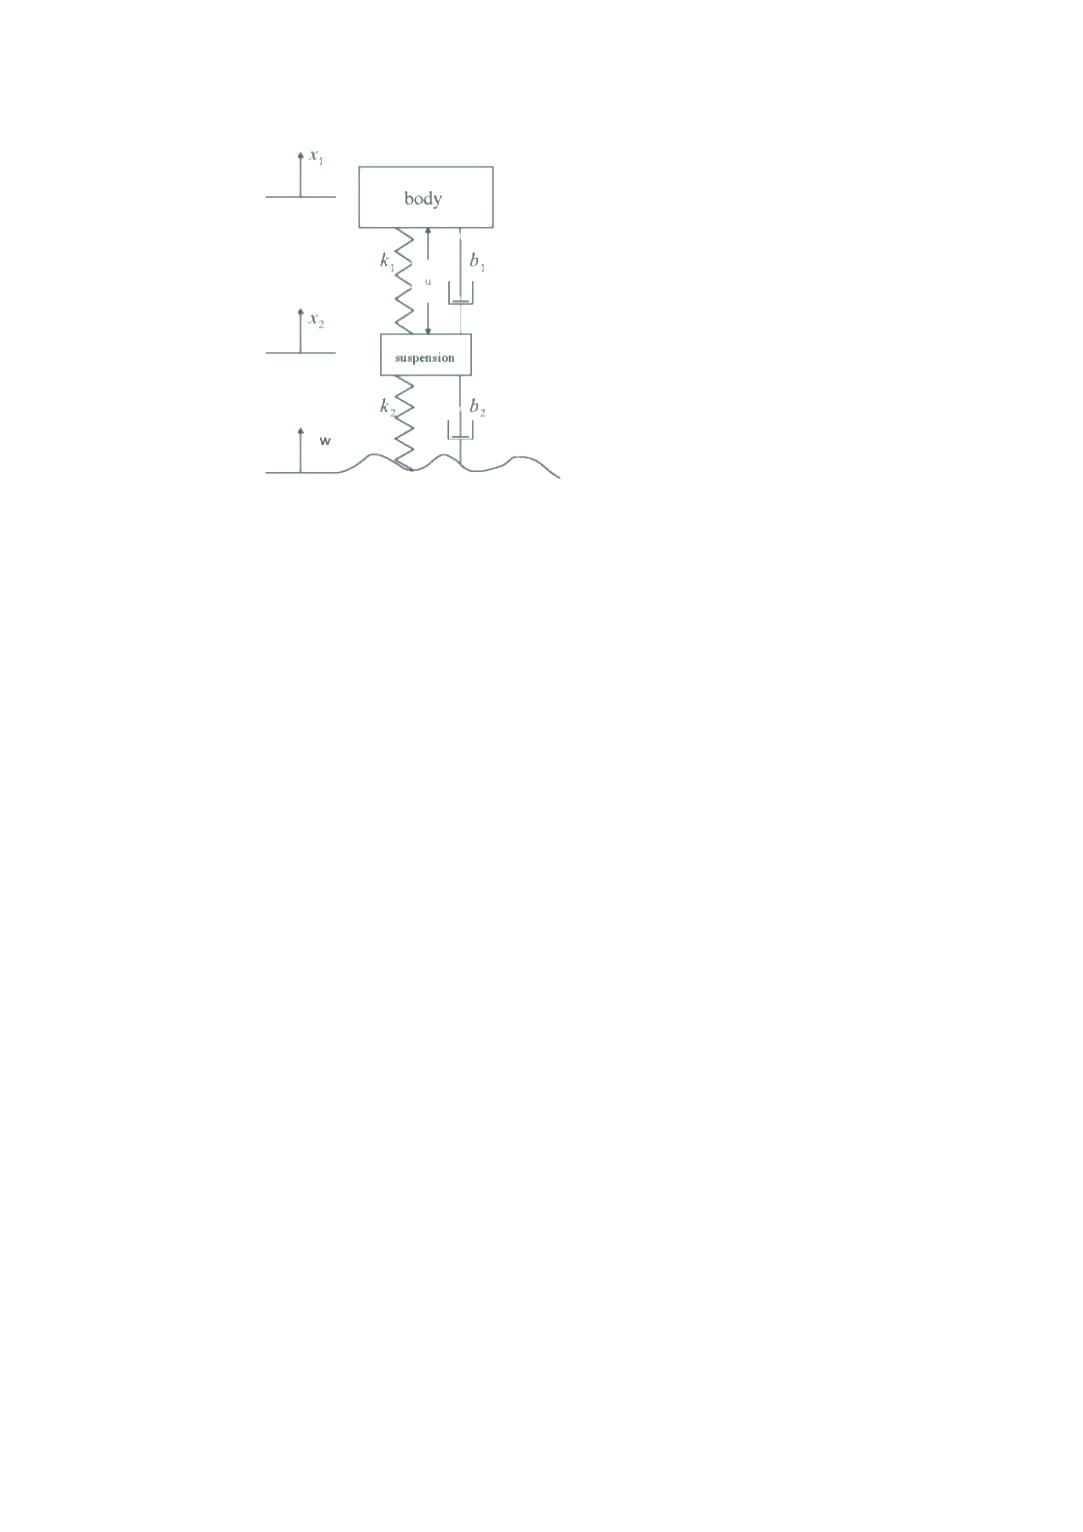 x₁
body
k₁ b₁
u
x₂
suspension
k₂ b₂
w